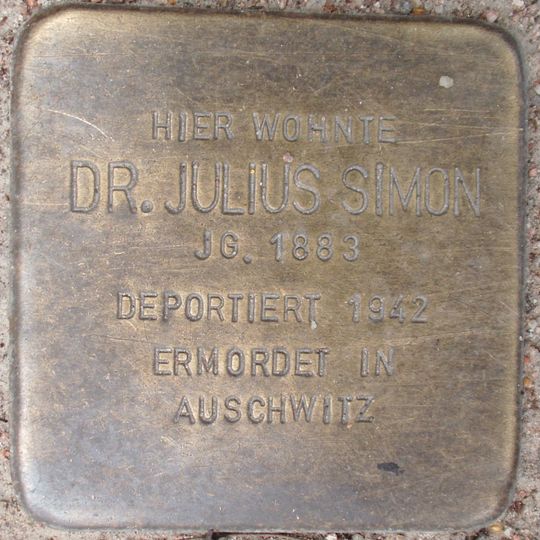 HIER WOHNTE
DR. JULIUS SIMON
JG. 1883
DEPORTIERT 1942
ERMORDET IN
AUSCHWITZ